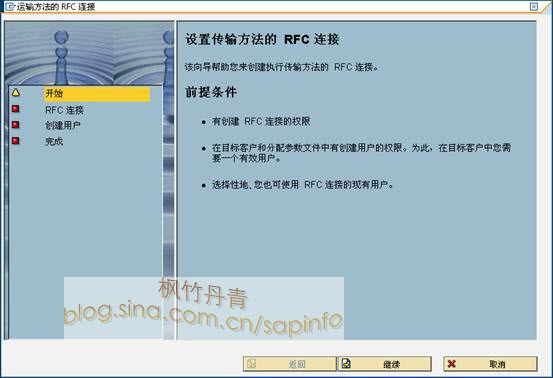 运输方法的 RFC 连接
设置传输方法的 RFC 连接
该向导帮助您来创建执行传输方法的 RFC 连接。
前提条件
• 有创建 RFC 连接的权限
• 在目标客户和分配参数文件中有创建用户的权限。为此，在目标客户中您需
要一个有效用户。
• 选择性地、您也可使用 RFC 连接的现有用户。
开始
RFC 连接
创建用户
完成
枫竹丹青
blog.sina.com.cn/sapinfo
返回
继续
取消